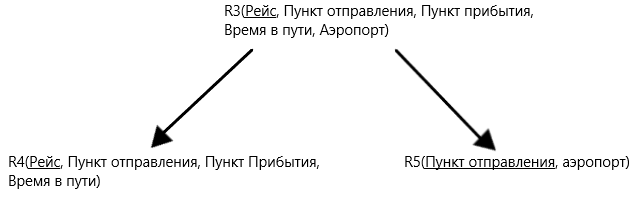 R3(Рейс, Пункт отправления, Пункт прибытия,
Время в пути, Аэропорт)
R4(Рейс, Пункт отправления, Пункт Прибытия,
Время в пути)
R5(Пункт отправления, аэропорт)